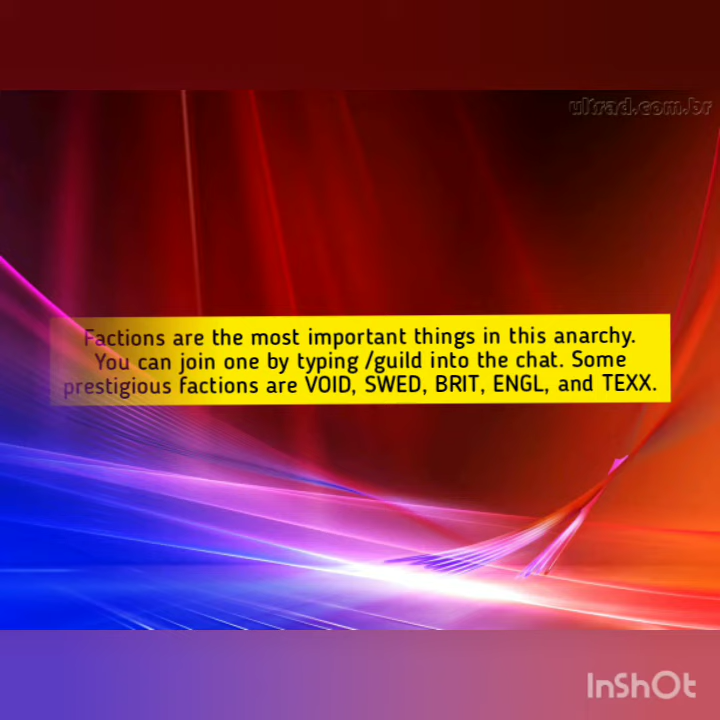 ultrad.com.br
Factions are the most important things in this anarchy.
You can join one by typing /guild into the chat. Some
prestigious factions are VOID, SWED, BRIT, ENGL, and TEXX.
InShOt